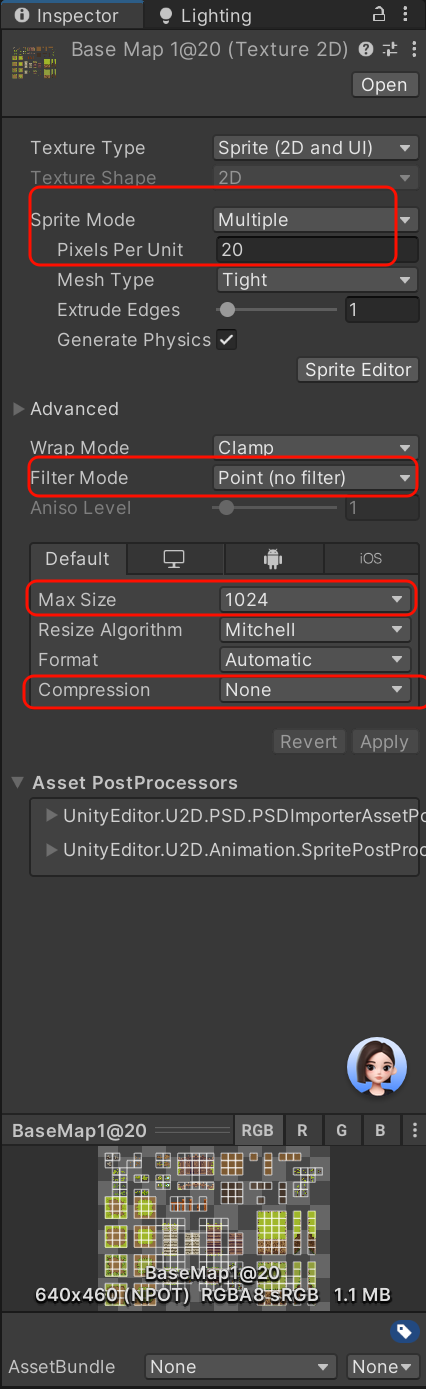 Inspector Lighting
Base Map 1@20 (Texture 2D)
Open
Texture Type Sprite (2D and UI)
Texture Shape 2D
Sprite Mode Multiple
Pixels Per Unit 20
Mesh Type Tight
Extrude Edges 1
Generate Physics
Sprite Editor
Advanced
Wrap Mode Clamp
Filter Mode Point (no filter)
Aniso Level 1
Default iOS
Max Size 1024
Resize Algorithm Mitchell
Format Automatic
Compression None
Revert Apply
Asset PostProcessors
UnityEditor.U2D.PSD.PSDImporterAssetPo
UnityEditor.U2D.Animation.SpritePostProc
BaseMap1@20 RGB R G B
BaseMap1@20
640x460 (NPOT) RGBA8 sRGB 1.1 MB
AssetBundle None None